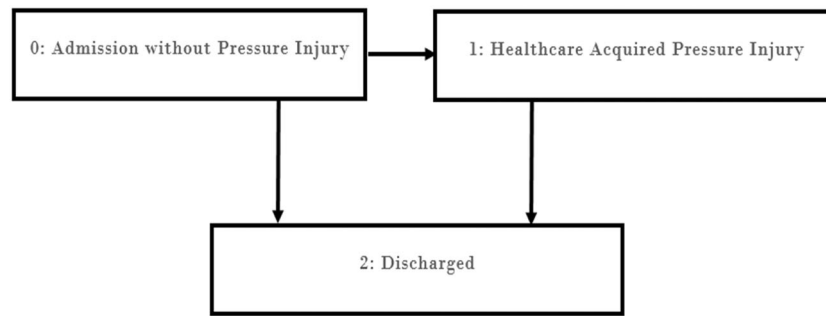 0: Admission without Pressure Injury
1: Healthcare Acquired Pressure Injury
2: Discharged